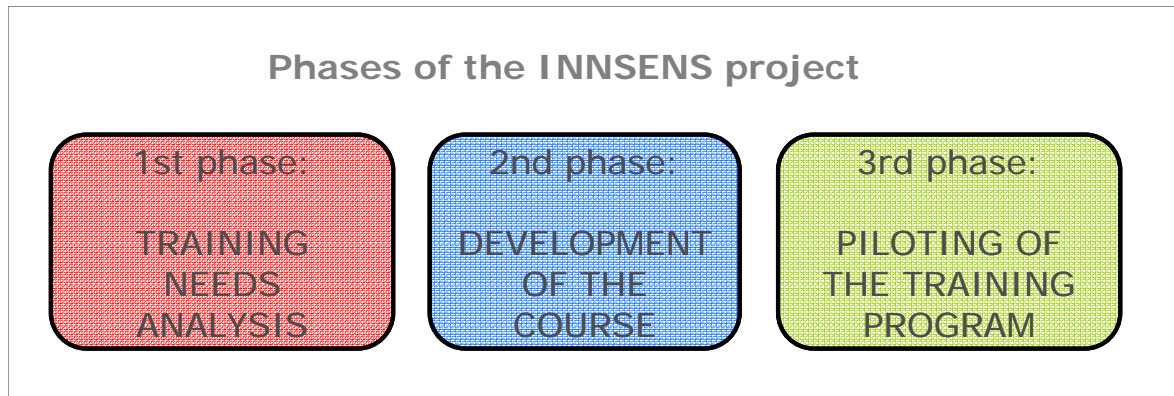 Phases of the INNSENS project
1st phase:
TRAINING
NEEDS
ANALYSIS
2nd phase:
DEVELOPMENT
OF THE
COURSE
3rd phase:
PILOTING OF
THE TRAINING
PROGRAM